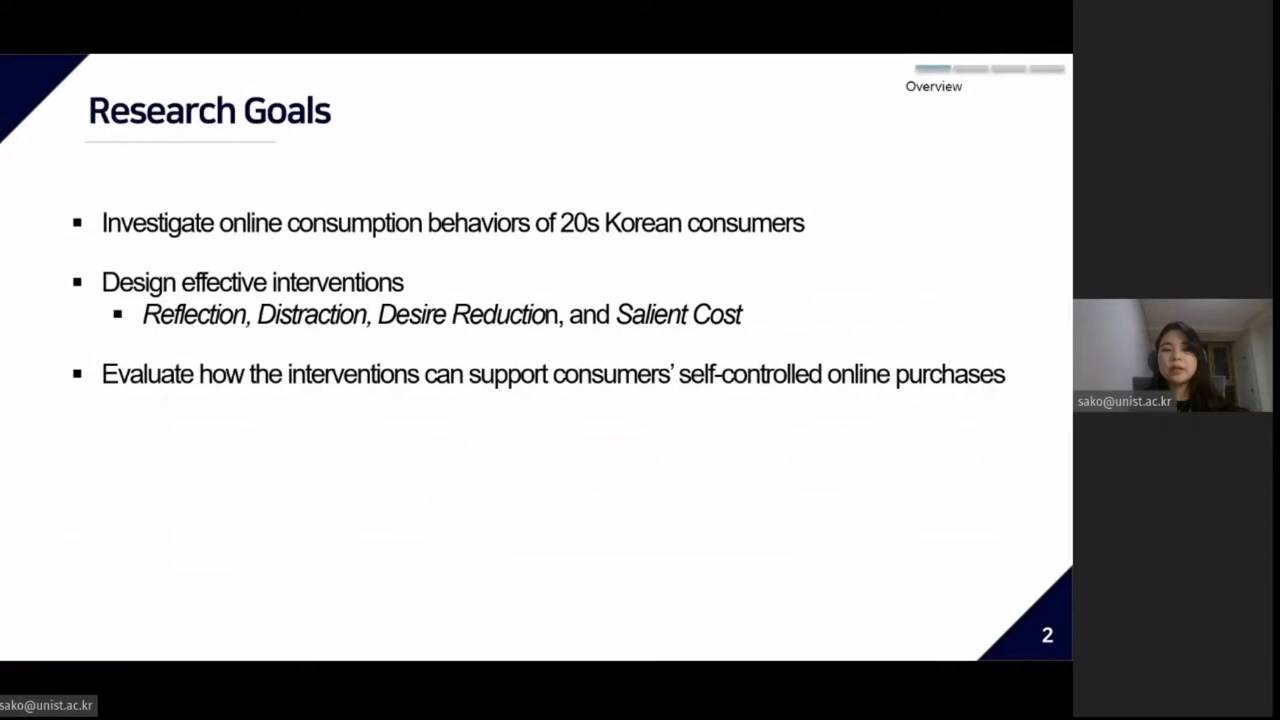 Overview
Research Goals
Investigate online consumption behaviors of 20s Korean consumers
Design effective interventions
Reflection, Distraction, Desire Reduction, and Salient Cost
Evaluate how the interventions can support consumers’ self-controlled online purchases
sako@unist.ac.kr
2
sako@unist.ac.kr